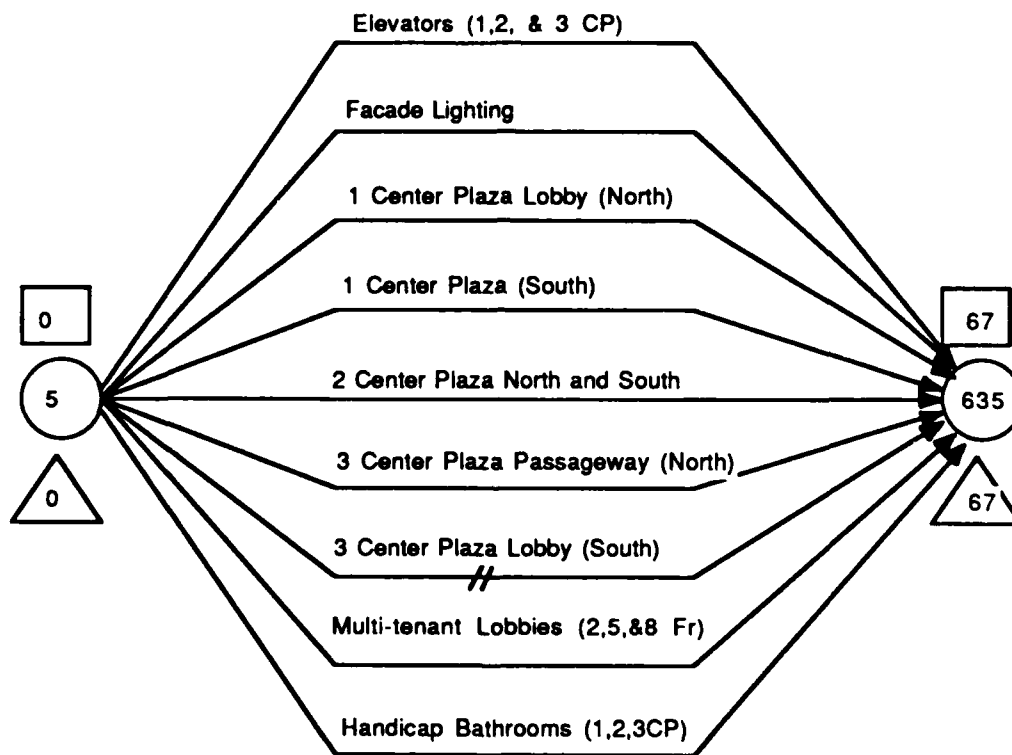 Elevators (1,2, & 3 CP)
Facade Lighting
1 Center Plaza Lobby (North)
1 Center Plaza (South)
0
67
2 Center Plaza North and South
5
635
3 Center Plaza Passageway (North)
0
67
3 Center Plaza Lobby (South)
Multi-tenant Lobbies (2,5,&8 Fr)
Handicap Bathrooms (1,2,3CP)